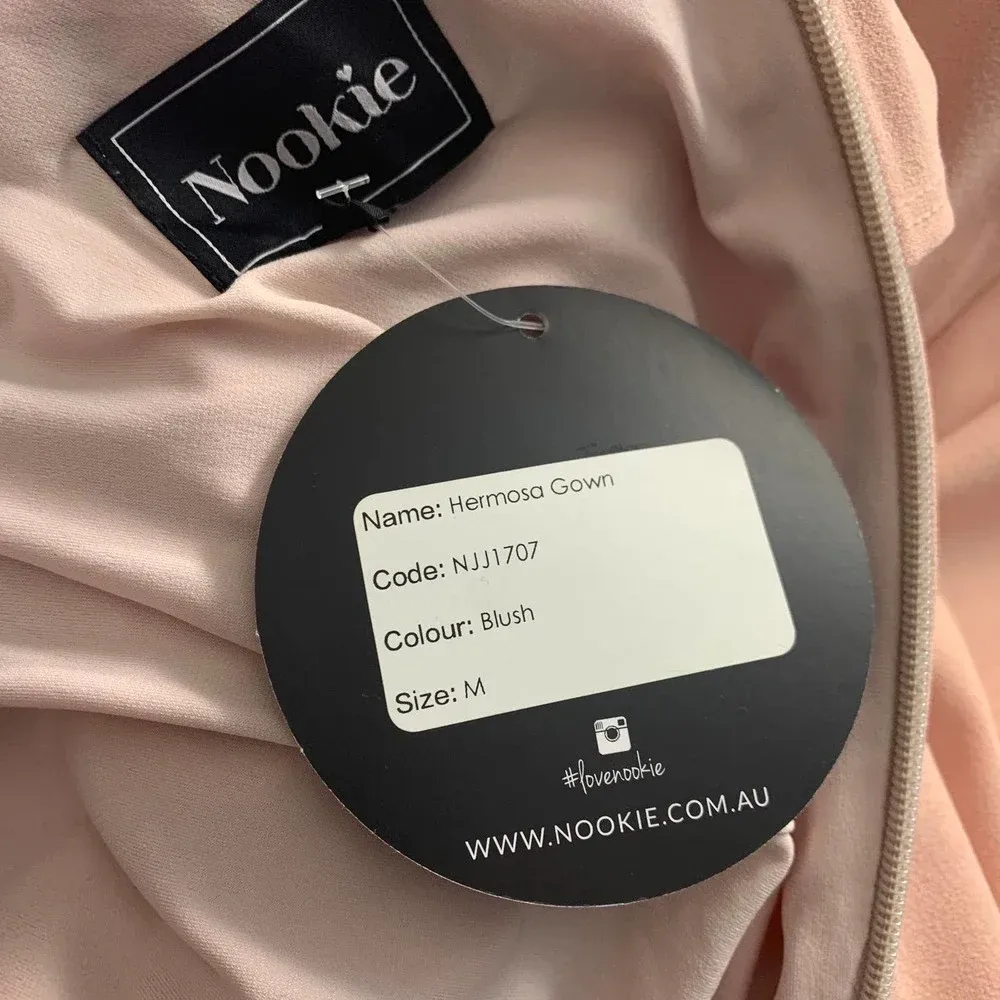 Nookie
Name: Hermosa Gown
Code: NJJ1707
Colour: Blush
Size: M
#lovenookie
WWW.NOOKIE.COM.AU